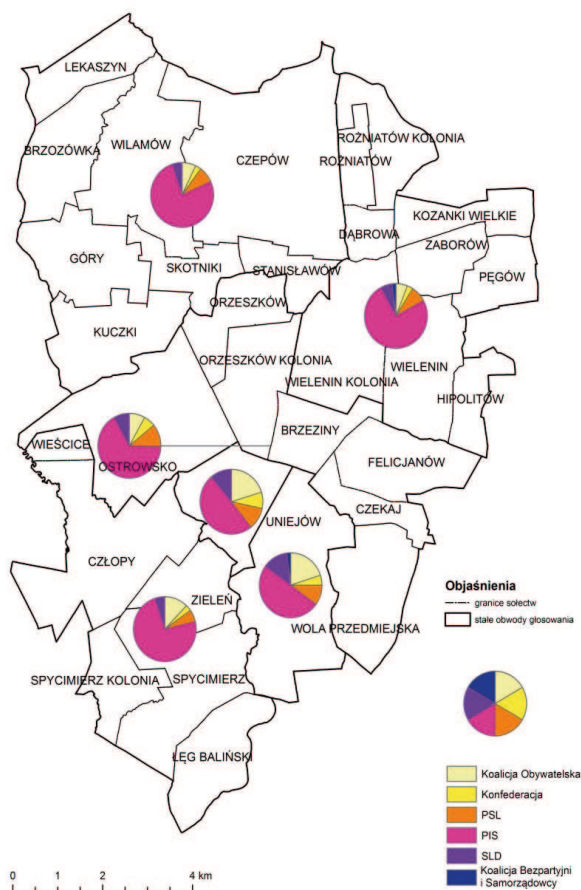 LEKASZYN
BRZOZÓWKA
WILAMÓW
CZEPÓW
ROŻNIATÓW KOLONIA
ROŻNIATÓW
KOZANKI WIELKIE
DĄBROWA
ZABORÓW
GÓRY
SKOTNIKI
STANISŁAWÓW
PĘGÓW
ORZESZKÓW
KUCZKI
ORZESZKÓW KOLONIA
WIELENIN
WIELENIN KOLONIA
HIPOLITÓW
BRZEZINY
WIEŚCICE
OSTROWSKO
FELICJANÓW
CZEKAJ
UNIEJÓW
CZŁOPY
ZIELEŃ
WOLA PRZEDMIEJSKA
SPYCIMIERZ KOLONIA
SPYCIMIERZ
ŁĘG BALIŃSKI
Objaśnienia
granice sołectw
stałe obwody głosowania
Koalicja Obywatelska
Konfederacja
PSL
PIS
SLD
Koalicja Bezpartyjni
i Samorządowcy
0 1 2 4 km